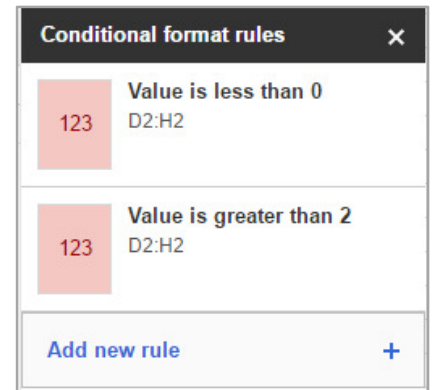 Conditional format rules ×
Value is less than 0
123
D2:H2
Value is greater than 2
123
D2:H2
Add new rule +